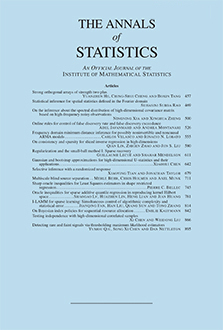 THE ANNALS
of
STATISTICS
AN OFFICIAL JOURNAL OF THE
INSTITUTE OF MATHEMATICAL STATISTICS
Articles
Strong orthogonal arrays of strength two plus
YUANZHEN HE, CHING-SHUI CHENG AND BOXIN TANG 457
Statistical inference for spatial statistics defined in the Fourier domain
SUHASINI SUBBA RAO 469
On the inference about the spectral distribution of high-dimensional covariance matrix
based on high-frequency noisy observations
NINGNING XIA AND XINGHUA ZHENG 500
Online rules for control of false discovery rate and false discovery exceedance
ADEL JAVANMARD AND ANDREA MONTANARI 526
Frequency domain minimum distance inference for possibly noninvertible and noncausal
ARMA models CARLOS VELASCO AND IGNACIO N. LOBATO 555
On consistency and sparsity for sliced inverse regression in high dimensions
QIAN LIN, ZHIGEN ZHAO AND JUN S. LIU 580
Regularization and the small-ball method I: Sparse recovery
GUILLAUME LECUÉ AND SHAHAR MENDELSON 611
Gaussian and bootstrap approximations for high-dimensional U-statistics and their
applications XIAOHUI CHEN 642
Selective inference with a randomized response
XIAOYING TIAN AND JONATHAN TAYLOR 679
Multiscale blind source separation
MERLE BEHR, CHRIS HOLMES AND AXEL MUNK 711
Sharp oracle inequalities for Least Squares estimators in shape restricted
regression PIERRE C. BELLEC 745
Oracle inequalities for sparse additive quantile regression in reproducing kernel Hilbert
space SHAOGAO LV, HUAZHEN LIN, HENG LIAN AND JIAN HUANG 781
I-LAMM for sparse learning: Simultaneous control of algorithmic complexity and
statistical error JIANQING FAN, HAN LIU, QIANG SUN AND TONG ZHANG 814
On Bayesian index policies for sequential resource allocation EMILIE KAUFMANN 842
Testing independence with high-dimensional correlated samples
XI CHEN AND WEIDONG LIU 866
Detecting rare and faint signals via thresholding maximum likelihood estimators
YUMOU QIU, SONG XI CHEN AND DAN NETTLETON 895